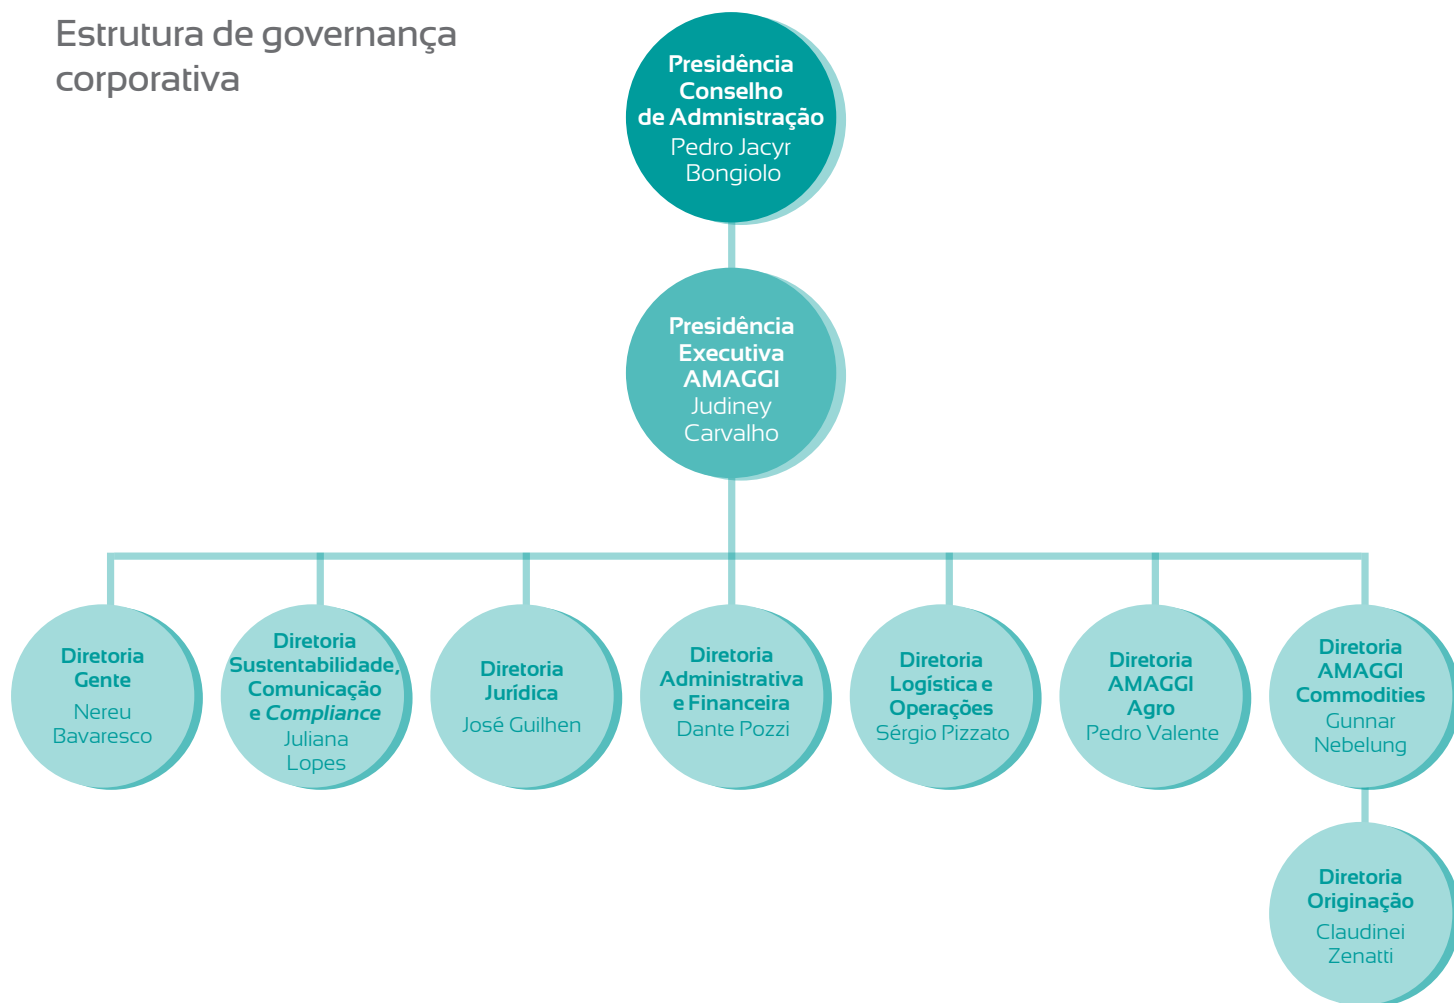 Estrutura de governança
corporativa
Presidência
Conselho
de Admnistração
Pedro Jacyr
Bongiolo
Presidência
Executiva
AMAGGI
Judiney
Carvalho
Diretoria
Gente
Nereu
Bavaresco
Diretoria
Sustentabilidade,
Comunicação
e Compliance
Juliana
Lopes
Diretoria
Jurídica
José Guilhen
Diretoria
Administrativa
e Financeira
Dante Pozzi
Diretoria
Logística e
Operações
Sérgio Pizzato
Diretoria
AMAGGI
Agro
Pedro Valente
Diretoria
AMAGGI
Commodities
Gunnar
Nebelung
Diretoria
Originação
Claudinei
Zenatti